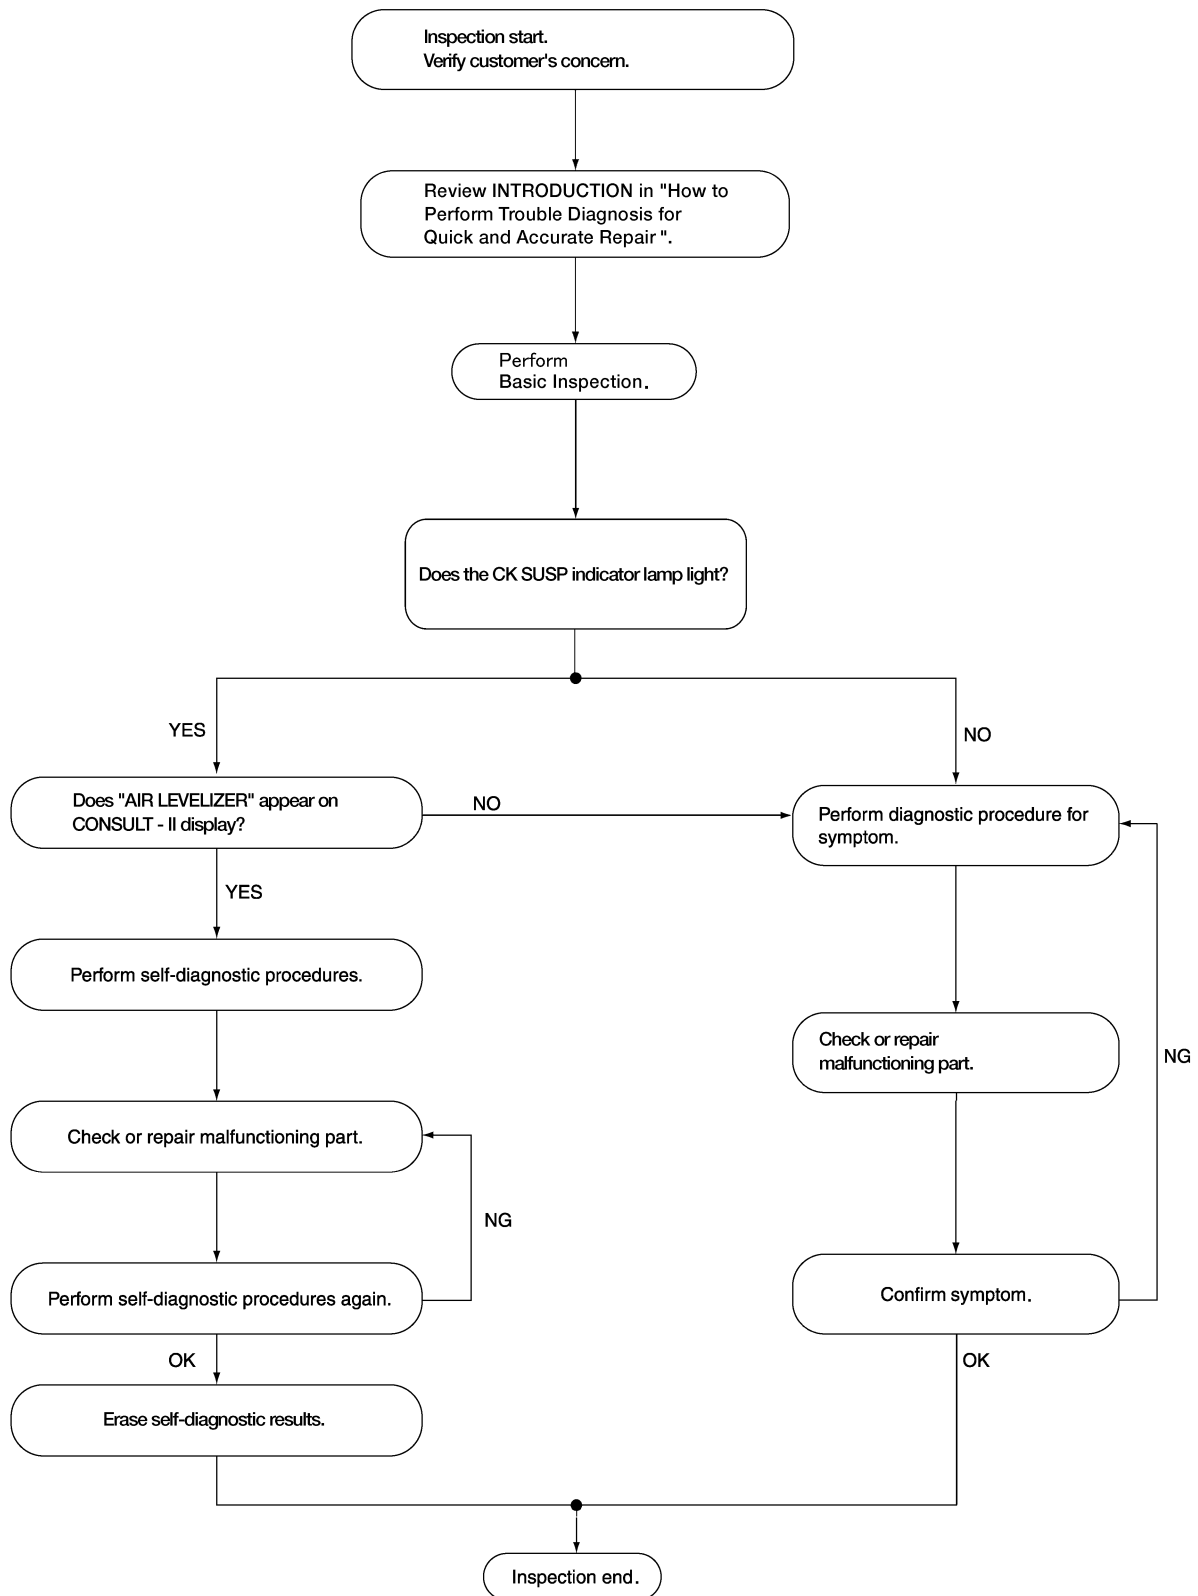 Inspection start.
Verify customer's concern.
Review INTRODUCTION in "How to
Perform Trouble Diagnosis for
Quick and Accurate Repair ".
Perform
Basic Inspection.
Does the CK SUSP indicator lamp light?
YES
NO
Does "AIR LEVELIZER" appear on
CONSULT - II display?
NO
Perform diagnostic procedure for
symptom.
YES
Perform self-diagnostic procedures.
Check or repair
malfunctioning part.
NG
Check or repair malfunctioning part.
NG
Perform self-diagnostic procedures again.
Confirm symptom.
OK
OK
Erase self-diagnostic results.
Inspection end.